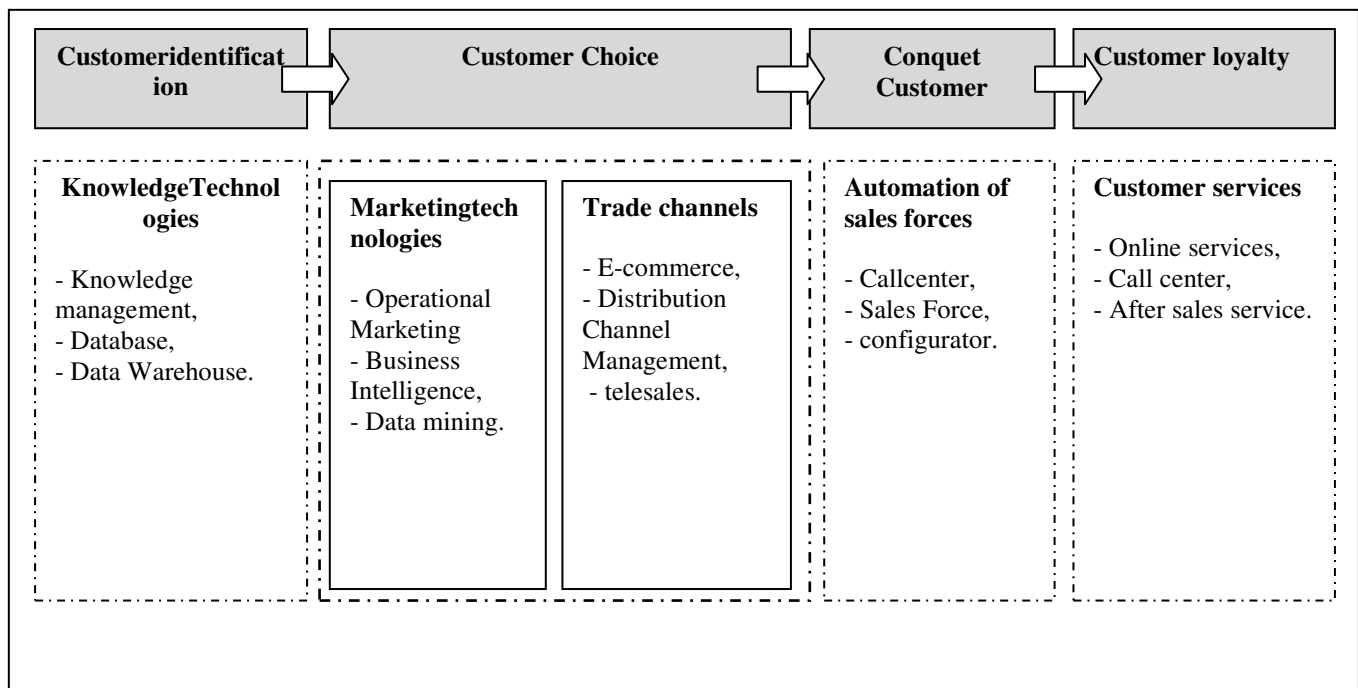 Customeridentificat
ion
Customer Choice
Conquet
Customer
Customer loyalty
KnowledgeTechnol
ogies
- Knowledge
management,
- Database,
- Data Warehouse.
Marketingtech
nologies
- Operational
Marketing
- Business
Intelligence,
- Data mining.
Trade channels
- E-commerce,
- Distribution
Channel
Management,
- telesales.
Automation of
sales forces
- Callcenter,
- Sales Force,
- configurator.
Customer services
- Online services,
- Call center,
- After sales service.